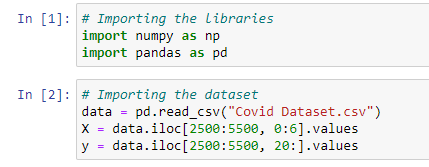 In [1]: # Importing the libraries
import numpy as np
import pandas as pd
In [2]: # Importing the dataset
data = pd.read_csv("Covid Dataset.csv")
X = data.iloc[2500:5500, 0:6].values
y = data.iloc[2500:5500, 20:].values